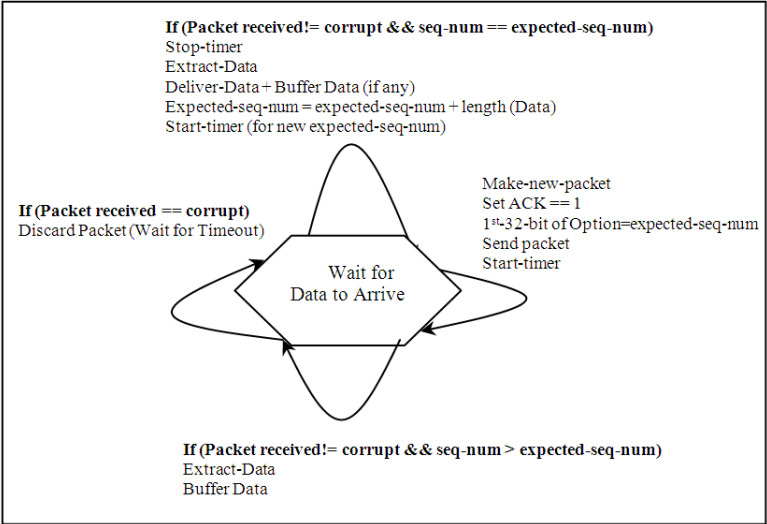 If (Packet received!= corrupt && seq-num == expected-seq-num)
Stop-timer
Extract-Data
Deliver-Data + Buffer Data (if any)
Expected-seq-num = expected-seq-num + length (Data)
Start-timer (for new expected-seq-num)
Make-new-packet
Set ACK == 1
1st-32-bit of Option=expected-seq-num
Send packet
Start-timer
If (Packet received == corrupt)
Discard Packet (Wait for Timeout)
Wait for
Data to Arrive
If (Packet received!= corrupt && seq-num > expected-seq-num)
Extract-Data
Buffer Data